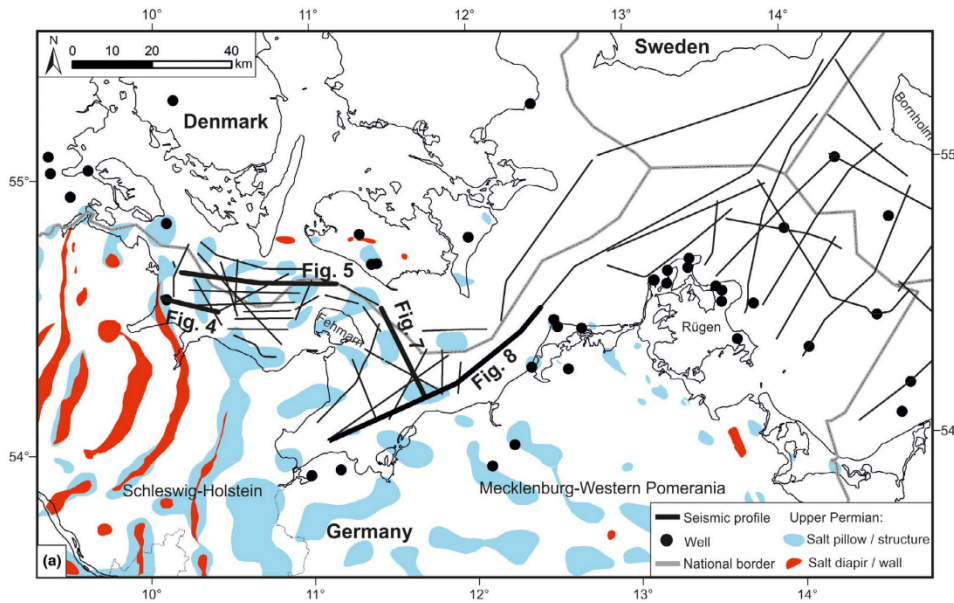 10° 11° 12° 13° 14°
N
0 10 20 40
km
Sweden
Denmark
Bornholm
55° 55
Fig. 5
Fig. 4
Fehmarn
Fig. 7
Fig. 8
Rügen
54° 54
Schleswig-Holstein
Mecklenburg-Western Pomerania
Germany
(a)
Seismic profile
Well
National border
Upper Permian:
Salt pillow / structure
Salt diapir / wall
10° 11° 12° 13° 14°